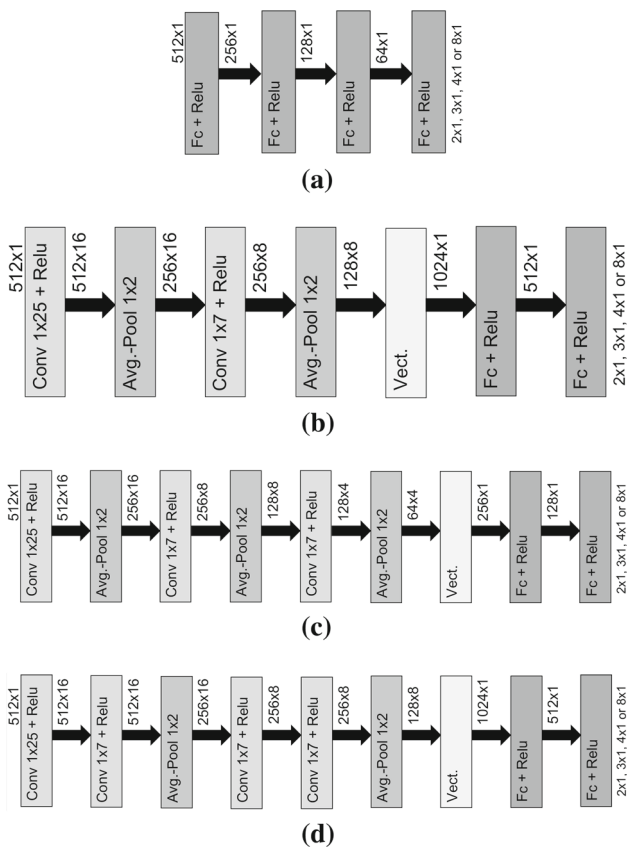 512x1
Fc + Relu
256x1
Fc + Relu
128x1
Fc + Relu
64x1
Fc + Relu
2x1, 3x1, 4x1 or 8x1
(a)
512x1
Conv 1x25 + Relu
512x16
Avg.-Pool 1x2
256x16
Conv 1x7 + Relu
256x8
Avg.-Pool 1x2
128x8
Vect.
1024x1
Fc + Relu
512x1
Fc + Relu
2x1, 3x1, 4x1 or 8x1
(b)
512x1
Conv 1x25 + Relu
512x16
Avg.-Pool 1x2
256x16
Conv 1x7 + Relu
256x8
Avg.-Pool 1x2
128x8
Conv 1x7 + Relu
128x4
Avg.-Pool 1x2
64x4
Vect.
256x1
Fc + Relu
128x1
Fc + Relu
2x1, 3x1, 4x1 or 8x1
(c)
512x1
Conv 1x25 + Relu
512x16
Conv 1x7 + Relu
512x16
Avg.-Pool 1x2
256x16
Conv 1x7 + Relu
256x8
Conv 1x7 + Relu
256x8
Avg.-Pool 1x2
128x8
Vect.
1024x1
Fc + Relu
512x1
Fc + Relu
2x1, 3x1, 4x1 or 8x1
(d)